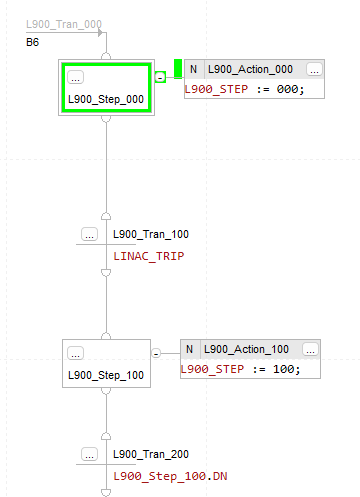 L900_Tran_000
B6
...
L900_Step_000
-
N L900_Action_000 ...
L900_STEP := 000;
... L900_Tran_100
LINAC_TRIP
...
L900_Step_100
-
N L900_Action_100 ...
L900_STEP := 100;
... L900_Tran_200
L900_Step_100.DN